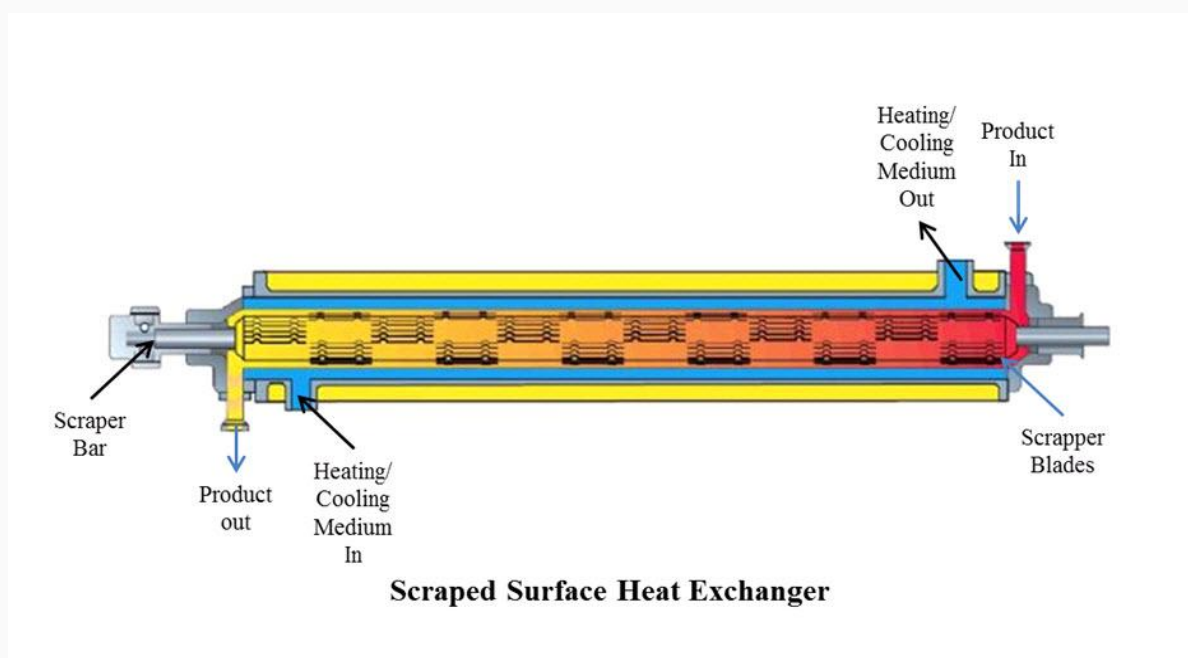 Heating/
Cooling
Medium
Out
Product
In
Scraper
Bar
Product
out
Heating/
Cooling
Medium
In
Scrapper
Blades
Scraped Surface Heat Exchanger